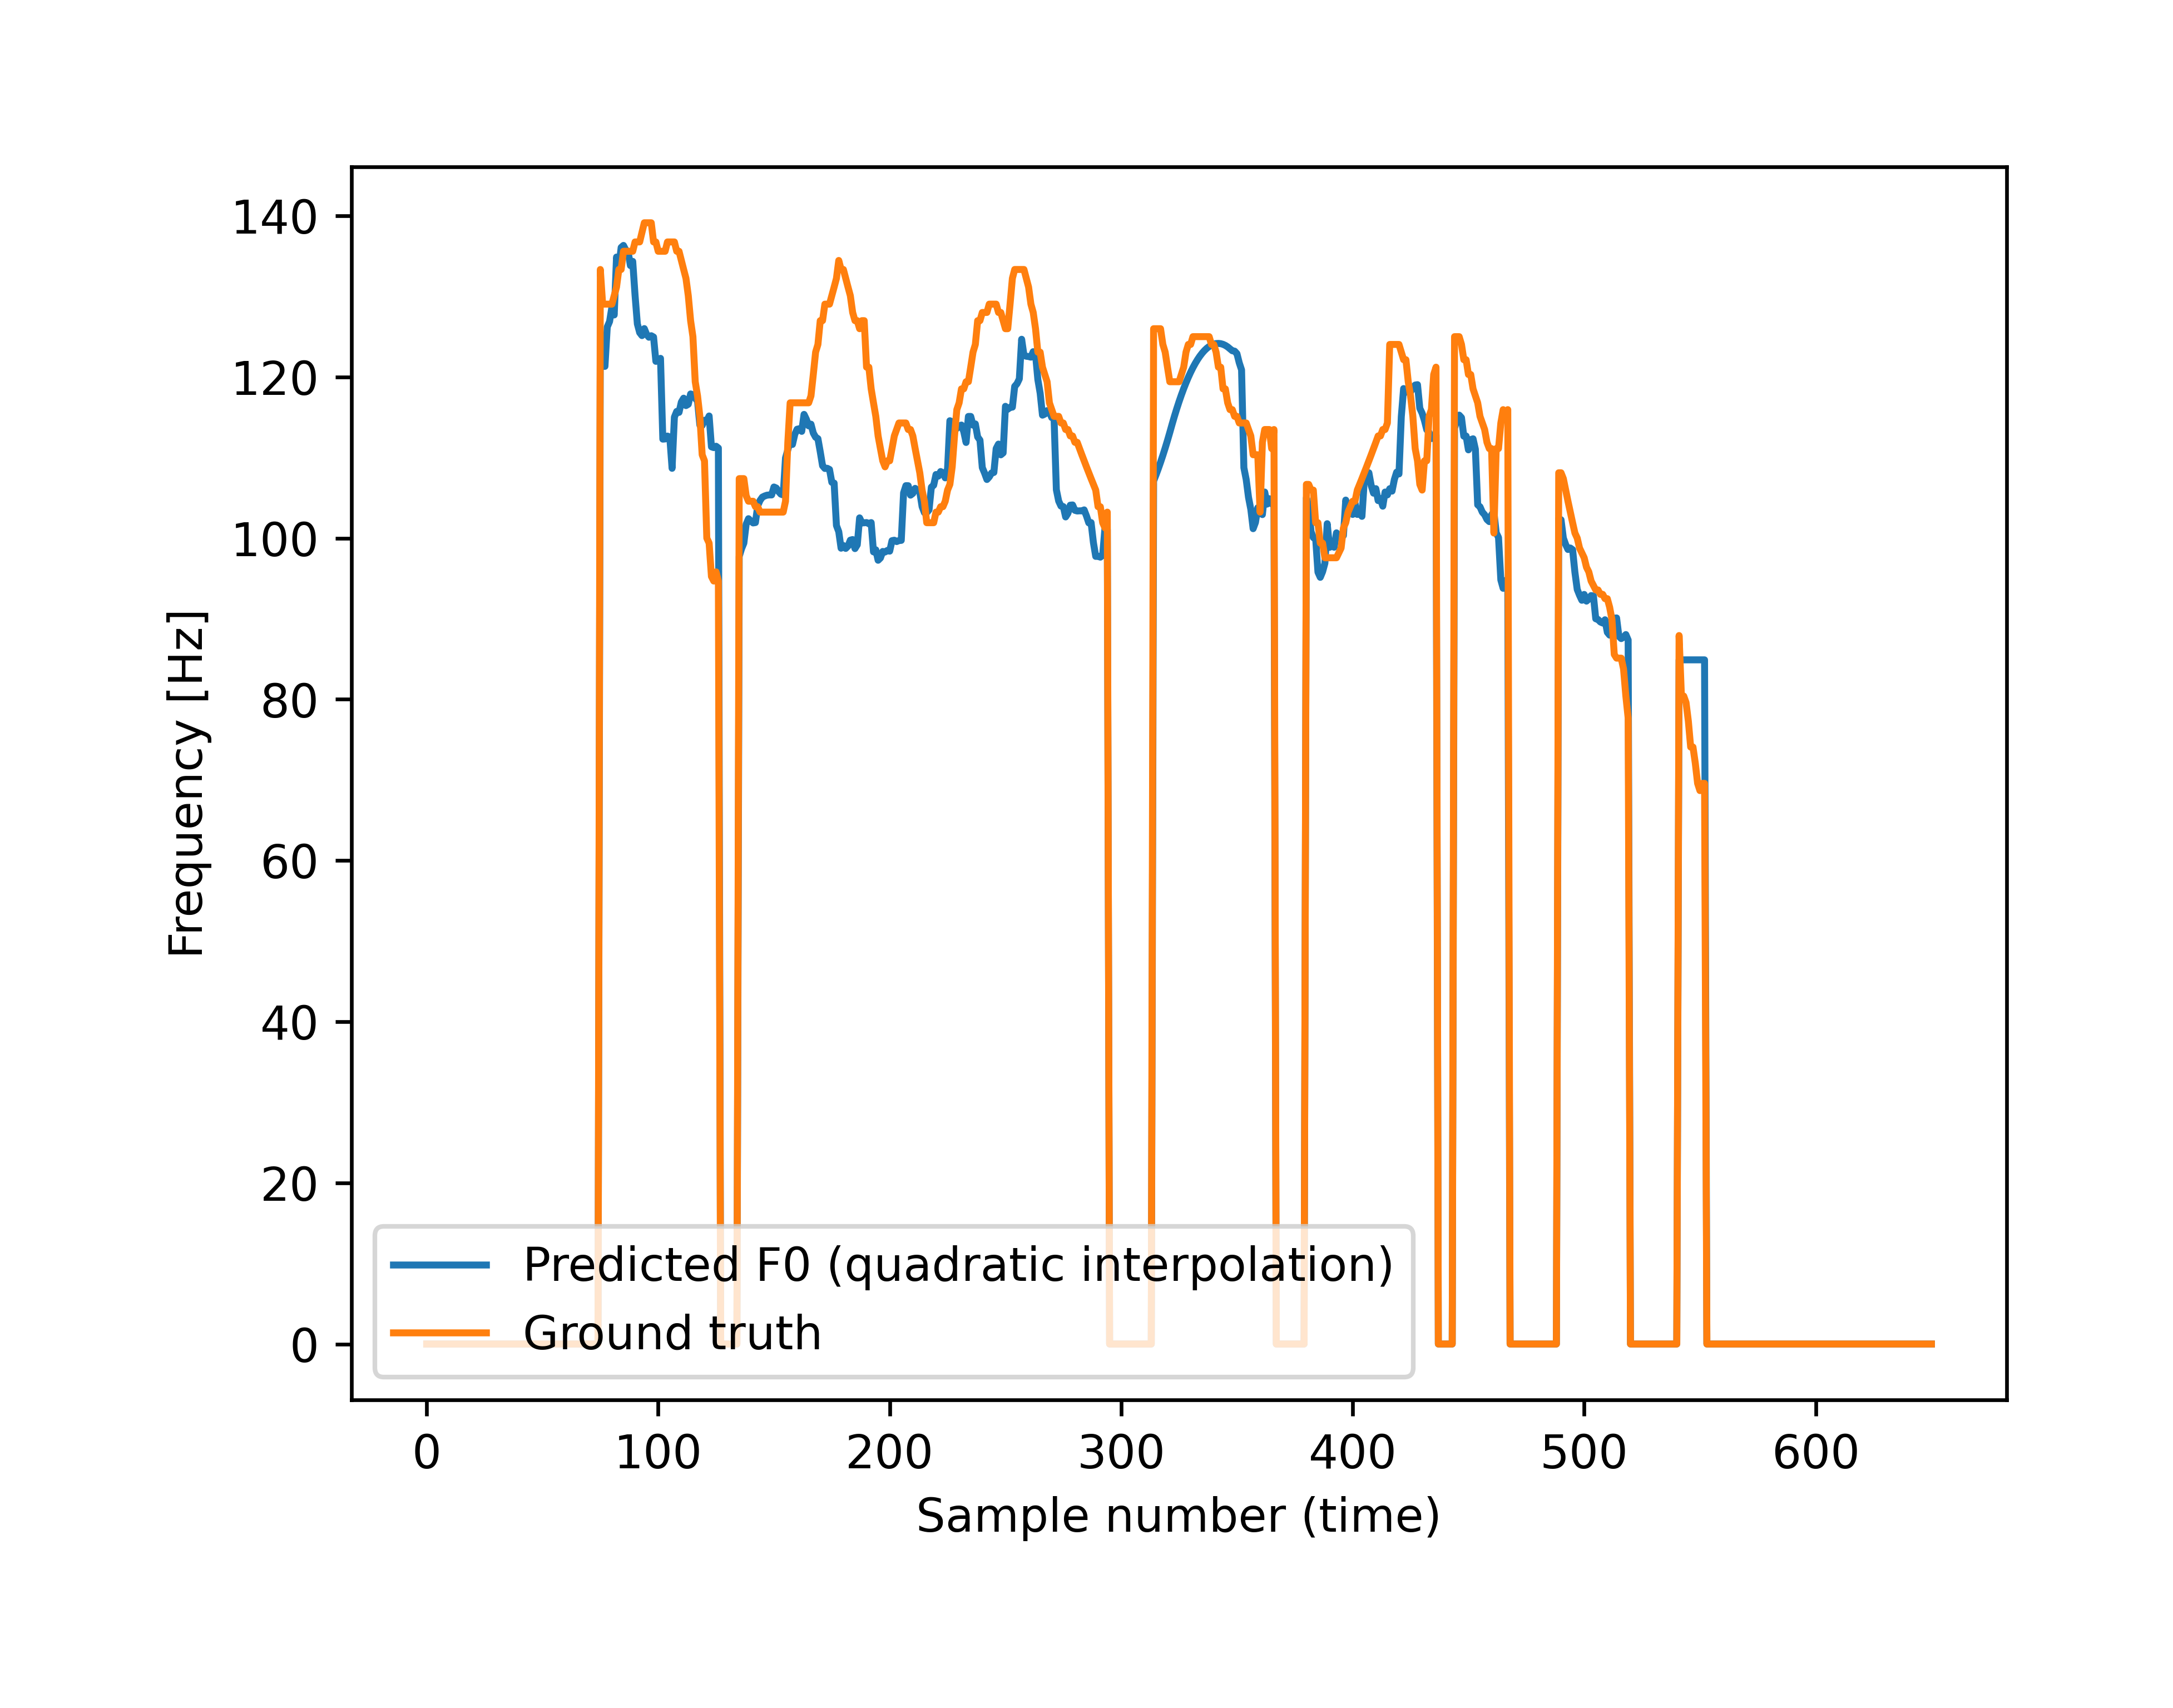 140
120
100
80
60
40
20
0
Frequency [Hz]
Predicted F0 (quadratic interpolation)
Ground truth
0 100 200 300 400 500 600
Sample number (time)